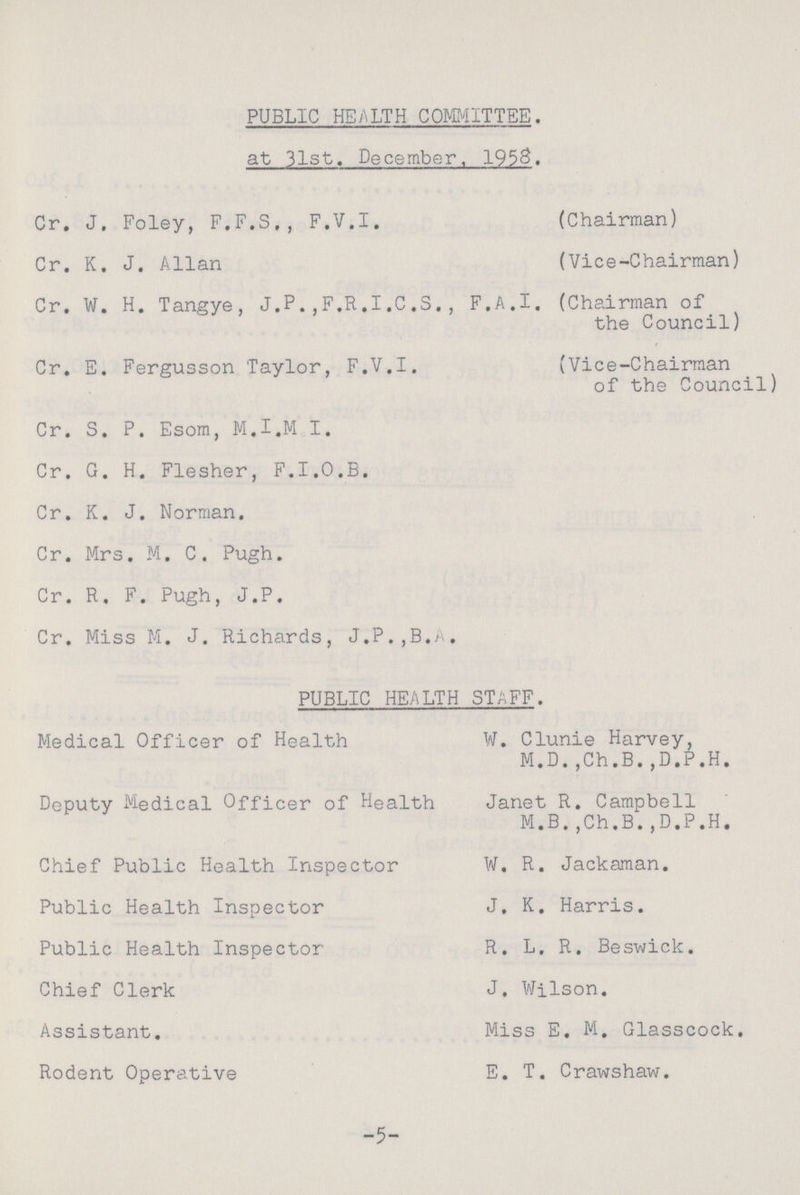 PUBLIC HEALTH COMMITTEE.
at 31st. December, 1958.
Cr. J. Foley, F.F.S., F.V.I. (Chairman)
Cr. K. J. Allan (Vice-Chairman)
Cr. W. H. Tangye, J.P.,F.R.I.C.S., F.A.I. (Chairman of
the Council)
Cr. E. Fergusson Taylor, F.V.I. (Vice-Chairman
of the Council)
Cr. S. P. Esom, M.I.M I.
Cr. G. H. Flesher, F.I.O.B.
Cr. K. J. Norman.
Cr. Mrs. M. C. Pugh.
Cr. R. F. Pugh, J.P.
Cr. Miss M. J. Richards, J.P.,B.A.
PUBLIC HEALTH STAFF.
Medical Officer of Health W. Clunie Harvey,
M.D.,Ch.B.,D.P.H.
Deputy Medical Officer of Health Janet R. Campbell
M.B.,Ch.B.,D.P.H.
Chief Public Health Inspector W. R. Jackaman.
Public Health Inspector J. K. Harris.
Public Health Inspector R. L. R. Beswick.
Chief Clerk J. Wilson.
Assistant. Miss E. M. Glasscock.
Rodent Operative E. T. Crawshaw.
-5-